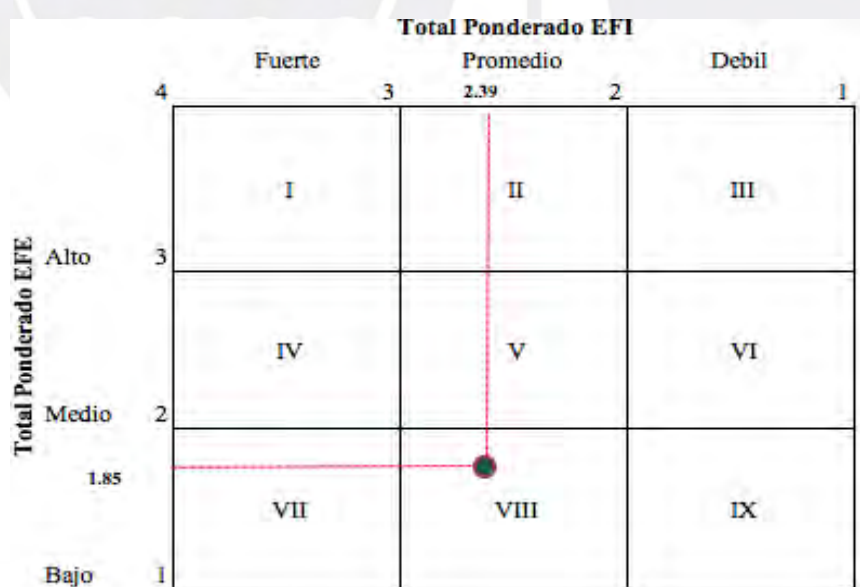 Total Ponderado EFI
Fuerte Promedio Debil
4 3 2.39 2 1
I II III
Alto 3
Total Ponderado EFE
IV V VI
Medio 2
1.85
VII VIII IX
Bajo 1